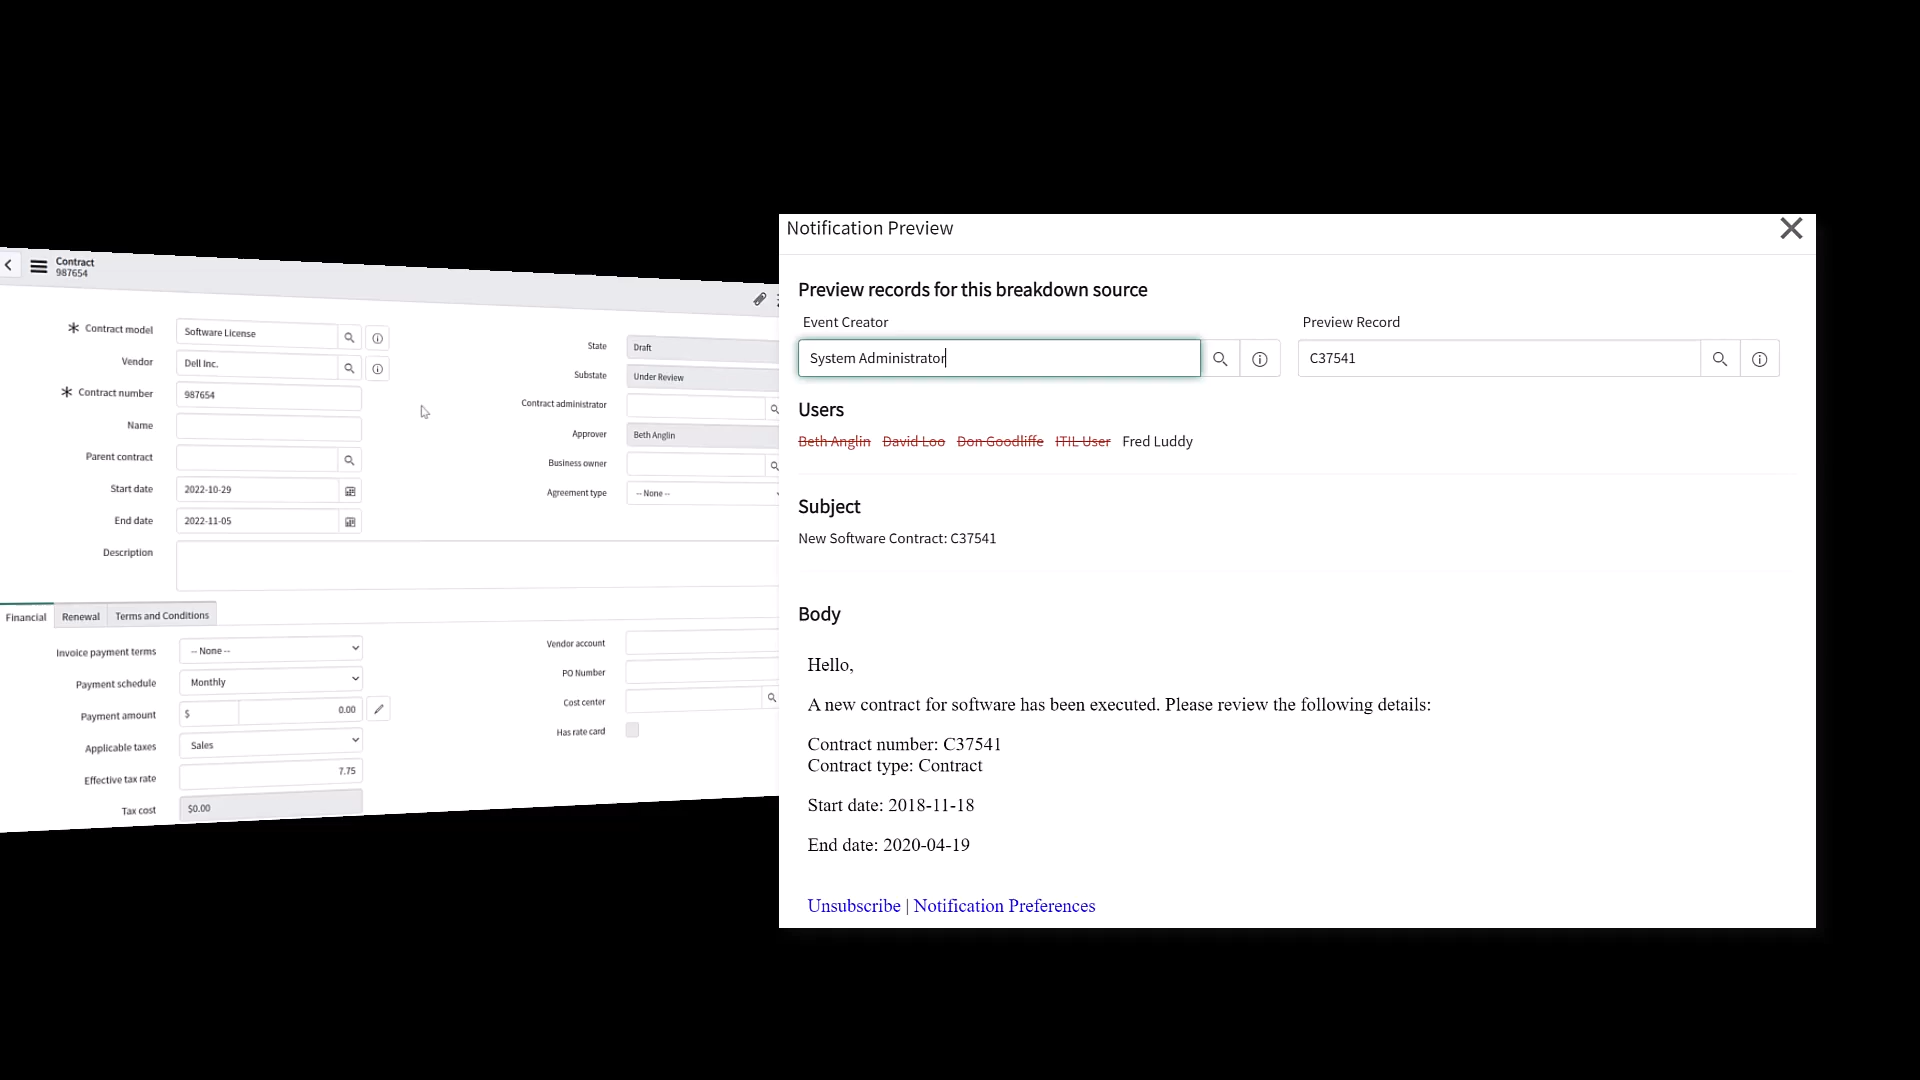 Contract
987654
Contract model
Software License
Vendor
Dell Inc.
Contract number
987654
Name
Parent contract
Start date
2022-10-29
End date
2022-11-05
Description
State
Draft
Substate
Under Review
Contract administrator
Approver
Beth Anglin
Business owner
Agreement type
-- None --
Financial
Renewal
Terms and Conditions
Invoice payment terms
-- None --
Payment schedule
Monthly
Payment amount
$ 0.00
Applicable taxes
Sales
Effective tax rate
7.75
Tax cost
$0.00
Vendor account
PO Number
Cost center
Has rate card
Notification Preview
Preview records for this breakdown source
Event Creator
System Administrator
Preview Record
C37541
Users
Beth Anglin David Loo Don Goodliffe ITIL User Fred Luddy
Subject
New Software Contract: C37541
Body
Hello,
A new contract for software has been executed. Please review the following details:
Contract number: C37541
Contract type: Contract
Start date: 2018-11-18
End date: 2020-04-19
Unsubscribe | Notification Preferences